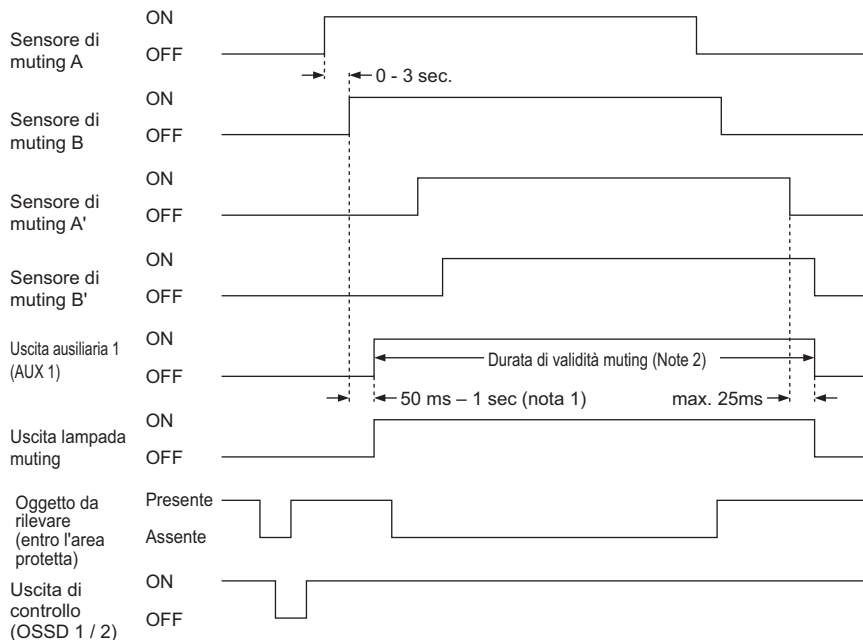 Sensore di
muting A
ON
OFF
0 - 3 sec.
Sensore di
muting B
ON
OFF
Sensore di
muting A'
ON
OFF
Sensore di
muting B'
ON
OFF
Uscita ausiliaria 1
(AUX 1)
ON
OFF
Durata di validità muting (Note 2)
50 ms – 1 sec (nota 1)
max. 25ms
Uscita lampada
muting
ON
OFF
Oggetto da
rilevare
(entro l'area
protetta)
Presente
Assente
Uscita di
controllo
(OSSD 1 / 2)
ON
OFF